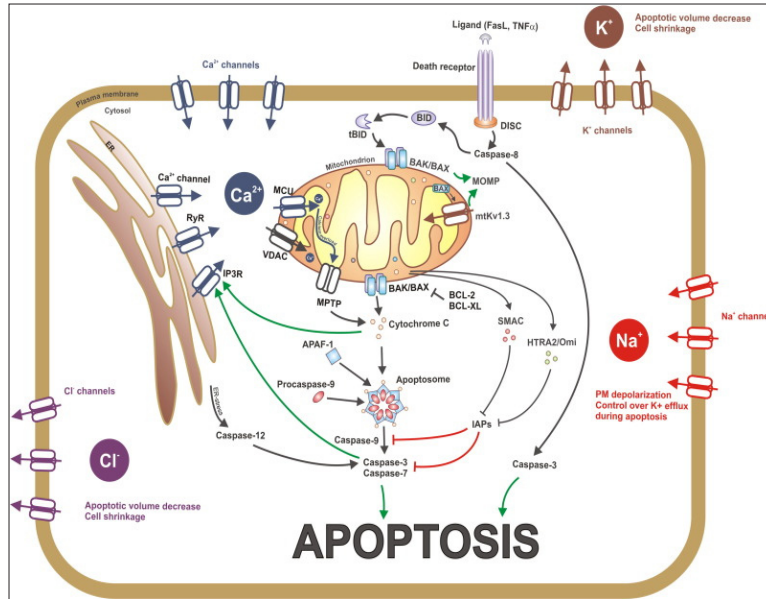 Ligand (FasL, TNFα)
K⁺
Apoptotic volume decrease
Cell shrinkage
Plasma membrane
Cytosol
Ca²⁺ channels
Death receptor
DISC
K⁺ channels
BID
tBID
Caspase-8
ER
Mitochondrion
BAK/BAX
MOMP
BAX
mtKv1.3
Ca²⁺ channel
Ca²⁺
MCU
RyR
VDAC
IP3R
MPTP
BAK/BAX
BCL-2
BCL-XL
Cytochrome C
SMAC
HTRA2/Omi
Na⁺ channel
Na⁺
PM depolarization
Control over K+ efflux
during apoptosis
APAF-1
Procaspase-9
Apoptosome
IAPs
Cl⁻ channels
Cl⁻
Apoptotic volume decrease
Cell shrinkage
Caspase-12
Caspase-9
Caspase-3
Caspase-7
Caspase-3
APOPTOSIS